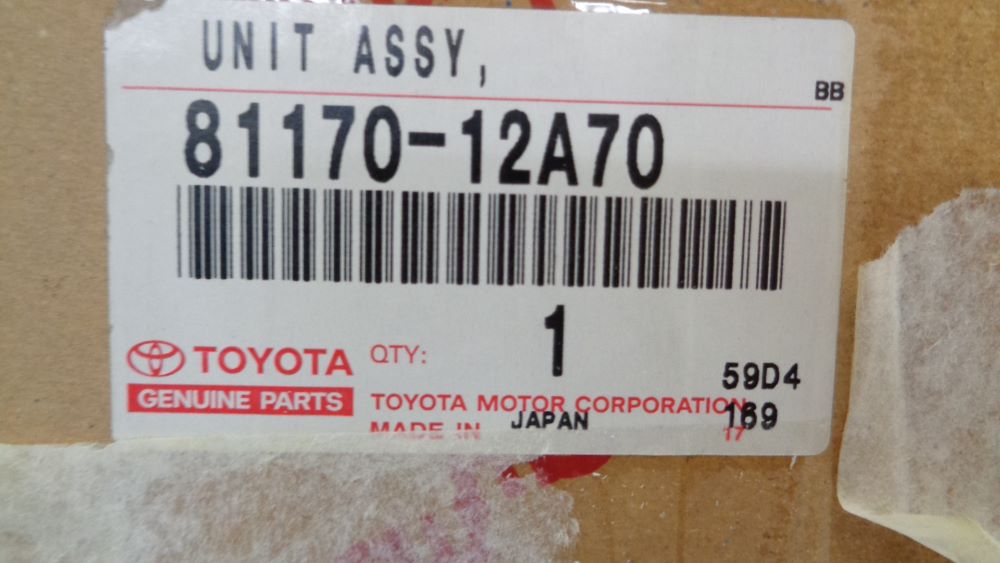 UNIT ASSY,
BB
81170-12A70
1
TOYOTA QTY:
59D4
GENUINE PARTS TOYOTA MOTOR CORPORATION
169
MADE IN JAPAN
17